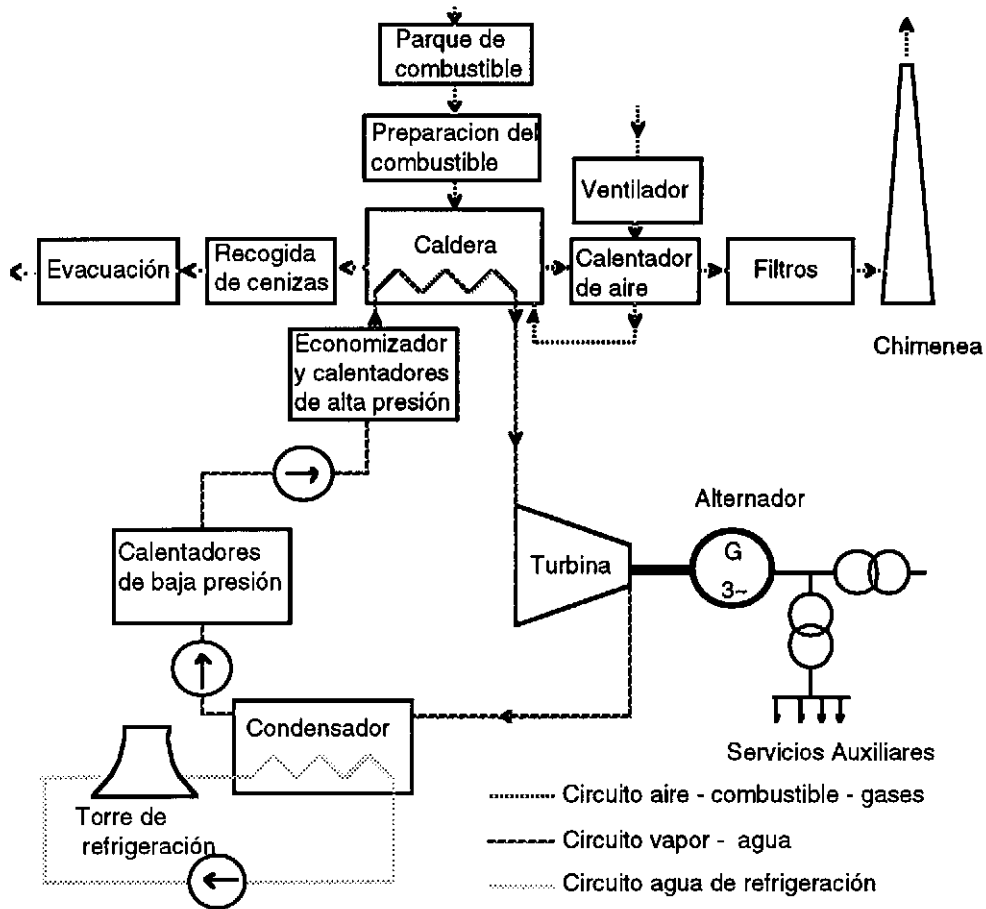 Parque de
combustible
Preparacion del
combustible
Ventilador
Evacuación
Recogida
de cenizas
Caldera
Calentador
de aire
Filtros
Chimenea
Economizador
y calentadores
de alta presión
Calentadores
de baja presión
Turbina
Alternador
G
3~
Condensador
Torre de
refrigeración
Servicios Auxiliares
Circuito aire - combustible - gases
Circuito vapor - agua
Circuito agua de refrigeración